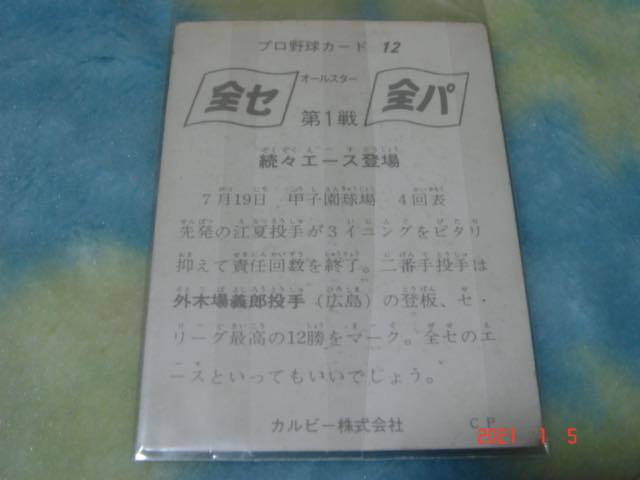 プロ野球カード 12
全セ オールスター 第1戦 全パ
続々エース登場
7月19日 甲子園球場 4回表
先発の江夏投手が3イニングをピタリ
抑えて責任回数を終了。二番手投手は
外木場義郎投手(広島)の登板、セ・
リーグ最高の12勝をマーク。全セのエ
ースといってもいいでしょう。
カルビー株式会社 C.P
2021 1 5